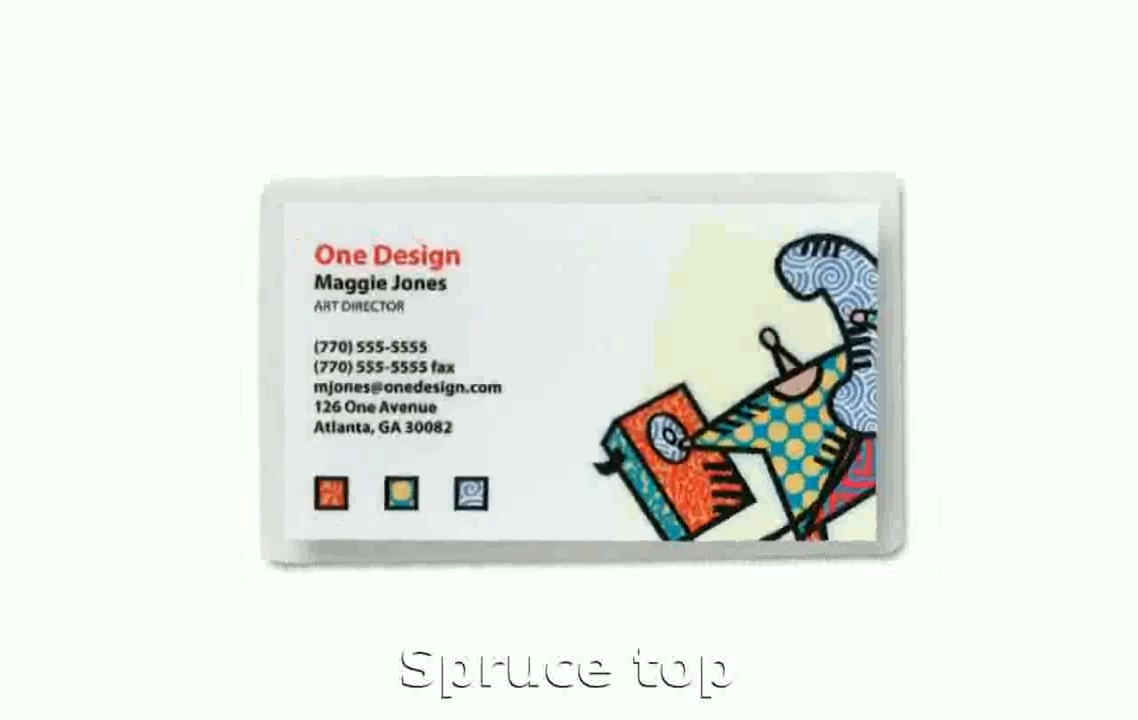 One Design
Maggie Jones
ART DIRECTOR
(770) 555-5555
(770) 555-5555 fax
mjones@onedesign.com
126 One Avenue
Atlanta, GA 30082
Spruce top